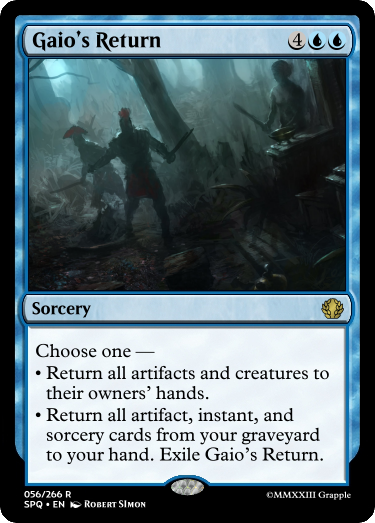 Gaio's Return 4
Sorcery
Choose one —
• Return all artifacts and creatures to
their owners' hands.
• Return all artifact, instant, and
sorcery cards from your graveyard
to your hand. Exile Gaio's Return.
056/266 R
SPQ • EN Robert Simon
©MMXXIII Grapple